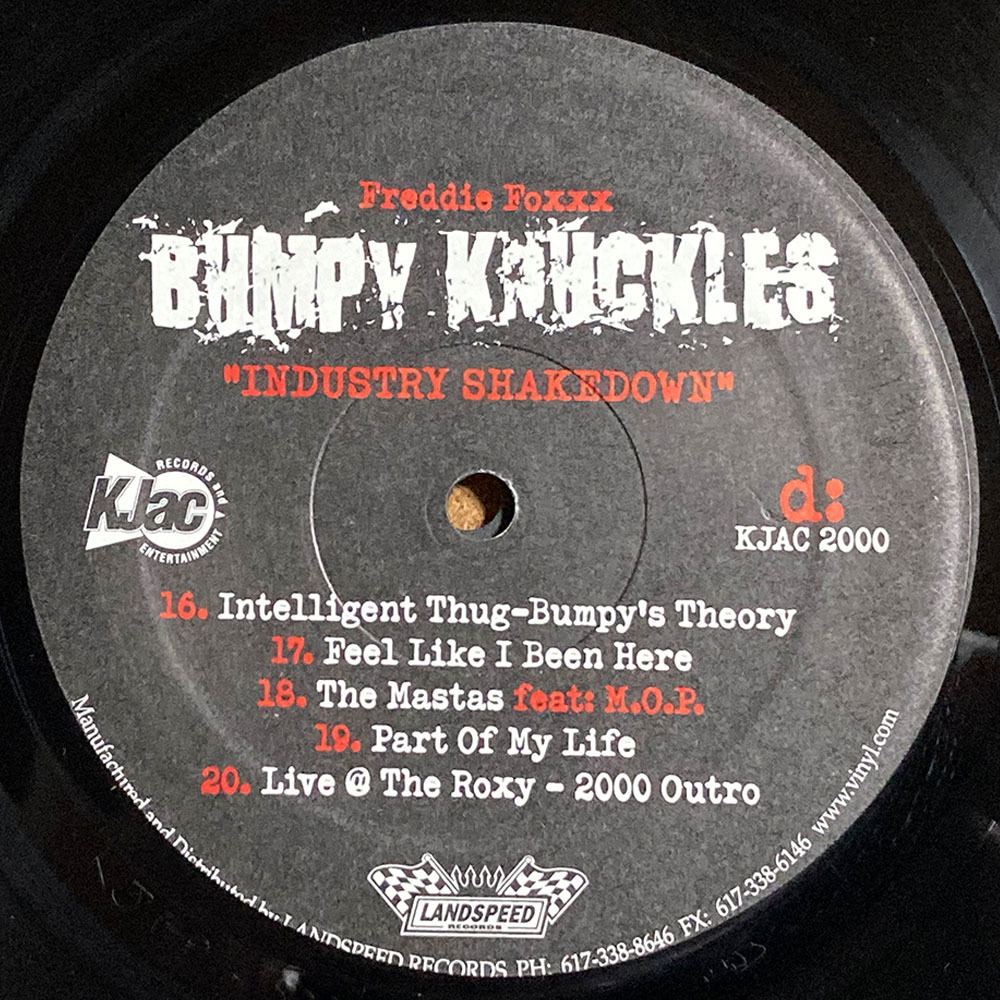 Freddie Foxxx
BUMPY KNUCKLES
"INDUSTRY SHAKEDOWN"
KJac
RECORDS and
ENTERTAINMENT
d:
KJAC 2000
16. Intelligent Thug-Bumpy's Theory
17. Feel Like I Been Here
18. The Mastas feat: M.O.P.
19. Part Of My Life
20. Live @ The Roxy - 2000 Outro
LANDSPEED
RECORDS
Manufactured and Distributed by LANDSPEED RECORDS PH: 617-338-8646 FX: 617-338-6146 www.vinyl.com